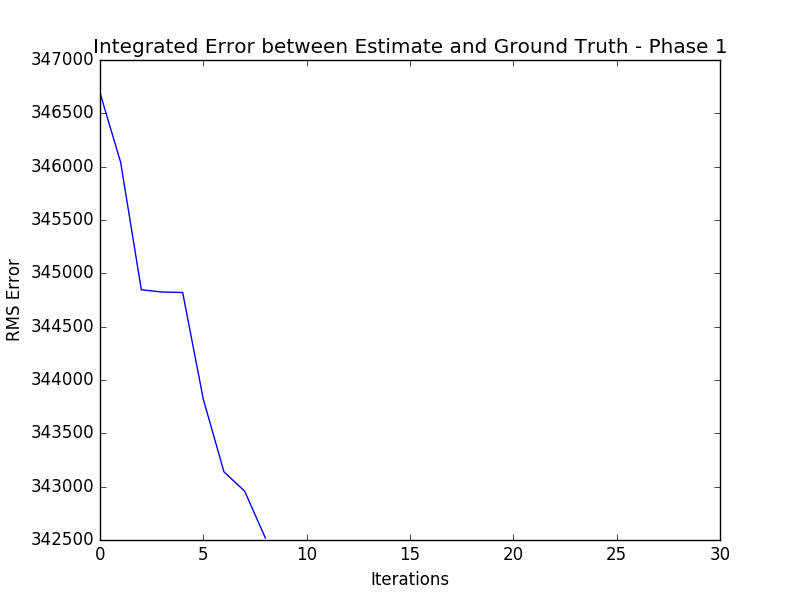 Integrated Error between Estimate and Ground Truth - Phase 1
347000
346500
346000
345500
345000
344500
344000
343500
343000
342500
RMS Error
0 5 10 15 20 25 30
Iterations